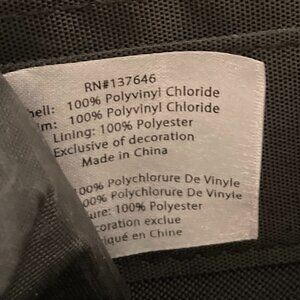 RN#137646
hell: 100% Polyvinyl Chloride
im: 100% Polyvinyl Chloride
Lining: 100% Polyester
Exclusive of decoration
Made in China
100% Polychlorure De Vinyle
00% Polychlorure De Vinyle
ure: 100% Polyester
coration exclue
iqué en Chine